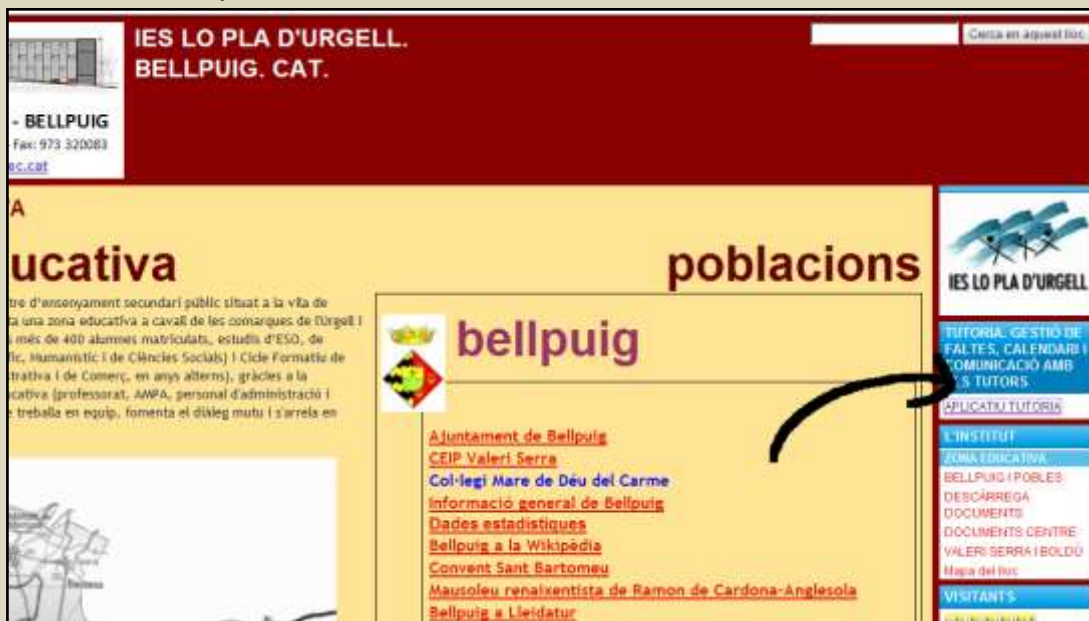 IES LO PLA D'URGELL.
BELLPUIG. CAT.
Cerca en aquest lloc
- BELLPUIG
Fax: 973 320083
ec.cat
A
ucativa
tre d'ensenyament secundari públic situat a la vila de
ta una zona educativa a cavall de les comarques de l'Urgell i
més de 400 alumnes matriculats, estudis d'ESO, de
fic, Humanístic i de Ciències Socials) i Cicle Formatiu de
trativa i de Comerç, en anys alterns), gràcies a la
cativa (professorat, AMPA, personal d'administració i
e treballa en equip, fomenta el diàleg mutu i s'arrela en
poblacions
bellpuig
Ajuntament de Bellpuig
CEIP Valeri Serra
Col·legi Mare de Déu del Carme
Informació general de Bellpuig
Dades estadístiques
Bellpuig a la Wikipèdia
Convent Sant Bartomeu
Mausoleu renaixentista de Ramon de Cardona-Anglesola
Bellpuig a Lleidatur
IES LO PLA D'URGELL
TUTORIA. GESTIÓ DE
FALTES, CALENDARI I
COMUNICACIÓ AMB
LS TUTORS
APLICATIU TUTORIA
L'INSTITUT
ZONA EDUCATIVA
BELLPUIG I POBLES
DESCÀRREGA
DOCUMENTS
DOCUMENTS CENTRE
VALERI SERRA I BOLDÚ
Mapa del lloc
VISITANTS